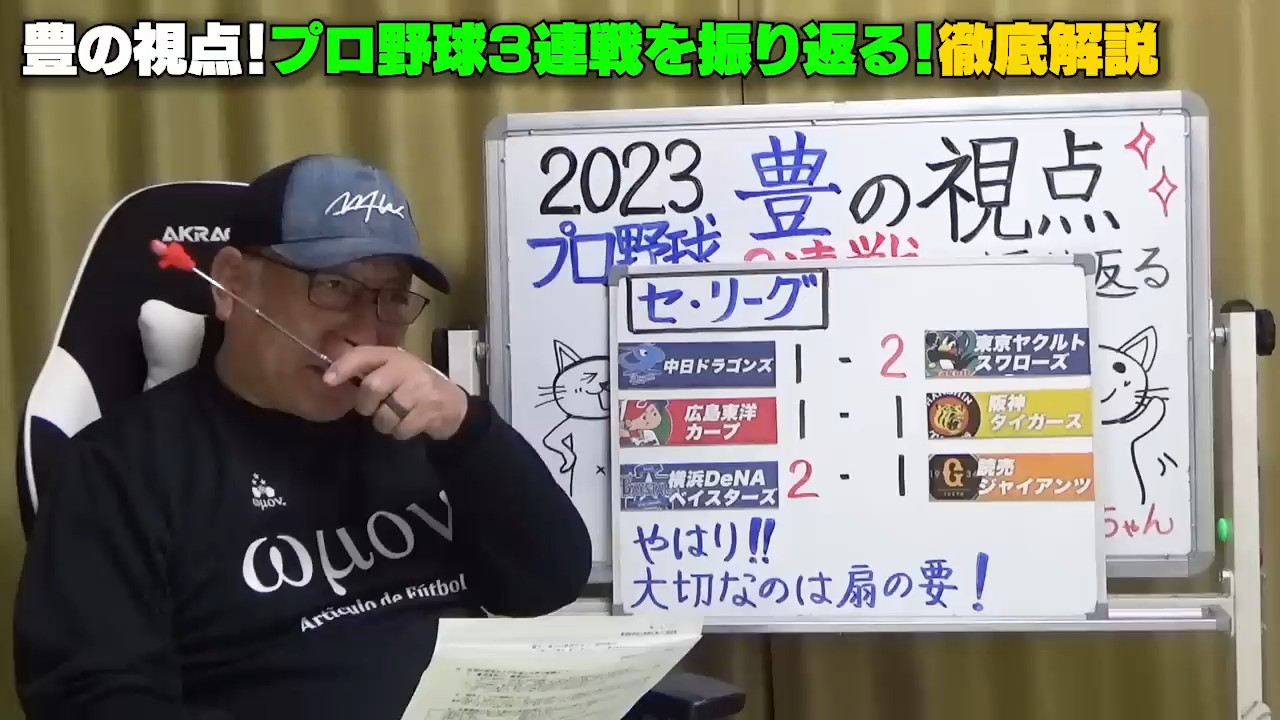 豊の視点!プロ野球3連戦を振り返る!徹底解説
2023 豊の視点
プロ野球
返る
セ・リーグ
中日ドラゴンズ 1 - 2 東京ヤクルト
スワローズ
広島東洋
カープ 1 - 1 阪神
タイガース
横浜DeNA
ベイスターズ 2 - 1 読売
ジャイアンツ
やはり!!
大切なのは扇の要!
ちゃん
AKRA
ωμον
ωμον
Artículo de Fútbol